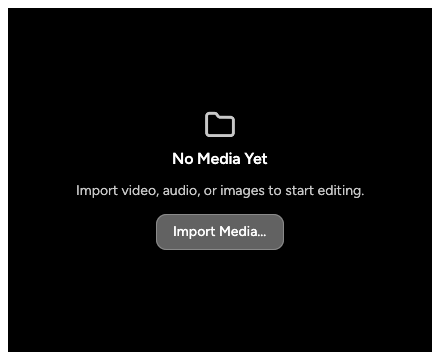 No Media Yet
Import video, audio, or images to start editing.
Import Media...